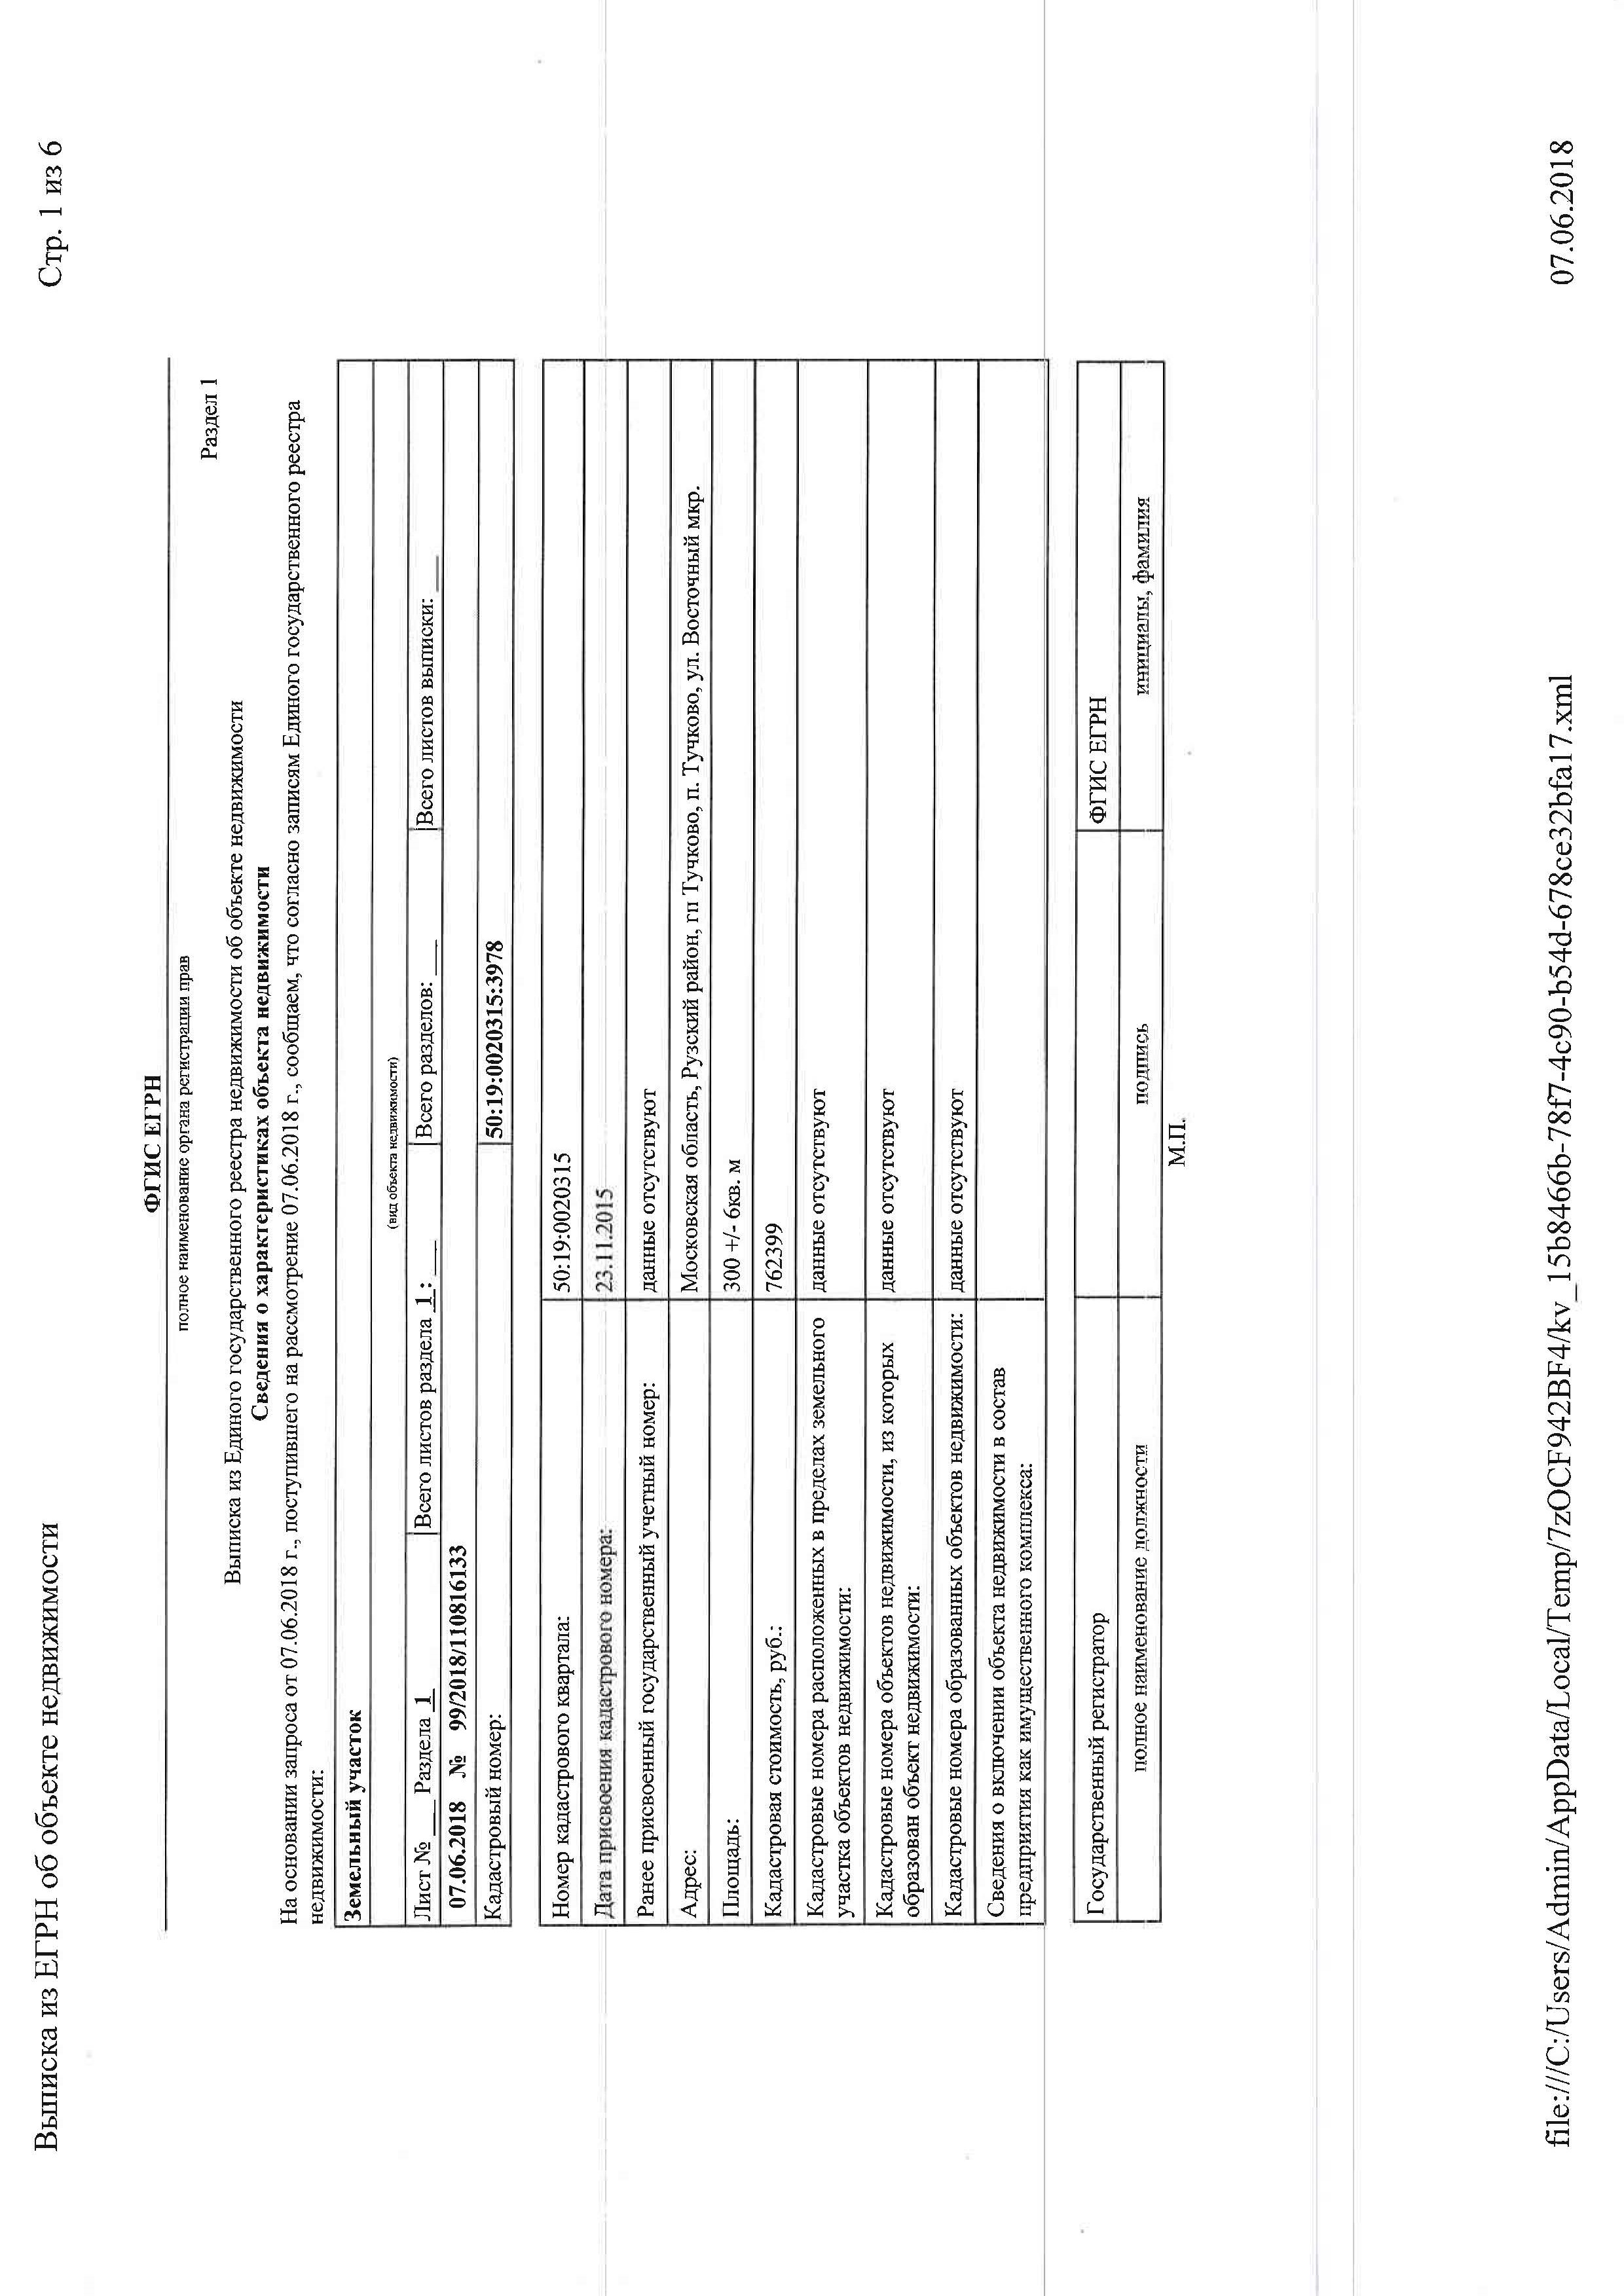 Выписка из ЕГРН об объекте недвижимости Стр. 1 из 6
ФГИС ЕГРН
полное наименование органа регистрации прав
Раздел 1
Выписка из Единого государственного реестра недвижимости об объекте недвижимости
Сведения о характеристиках объекта недвижимости
На основании запроса от 07.06.2018 г., поступившего на рассмотрение 07.06.2018 г., сообщаем, что согласно записям Единого государственного реестра
недвижимости:
Земельный участок
(вид объекта недвижимости)
Лист № ___ Раздела 1 Всего листов раздела 1 : ___ Всего разделов: ___ Всего листов выписки: ___
07.06.2018 № 99/2018/110816133
Кадастровый номер: 50:19:0020315:3978
Номер кадастрового квартала: 50:19:0020315
Дата присвоения кадастрового номера: 23.11.2015
Ранее присвоенный государственный учетный номер: данные отсутствуют
Адрес: Московская область, Рузский район, гп Тучково, п. Тучково, ул. Восточный мкр.
Площадь: 300 +/- 6кв. м
Кадастровая стоимость, руб.: 762399
Кадастровые номера расположенных в пределах земельного данные отсутствуют
участка объектов недвижимости:
Кадастровые номера объектов недвижимости, из которых данные отсутствуют
образован объект недвижимости:
Кадастровые номера образованных объектов недвижимости: данные отсутствуют
Сведения о включении объекта недвижимости в состав
предприятия как имущественного комплекса:
Государственный регистратор ФГИС ЕГРН
полное наименование должности подпись инициалы, фамилия
М.П.
file:///C:/Users/Admin/AppData/Local/Temp/7zOCF942BF4/kv_15b8466b-78f7-4c90-b54d-678ce32bfa17.xml 07.06.2018